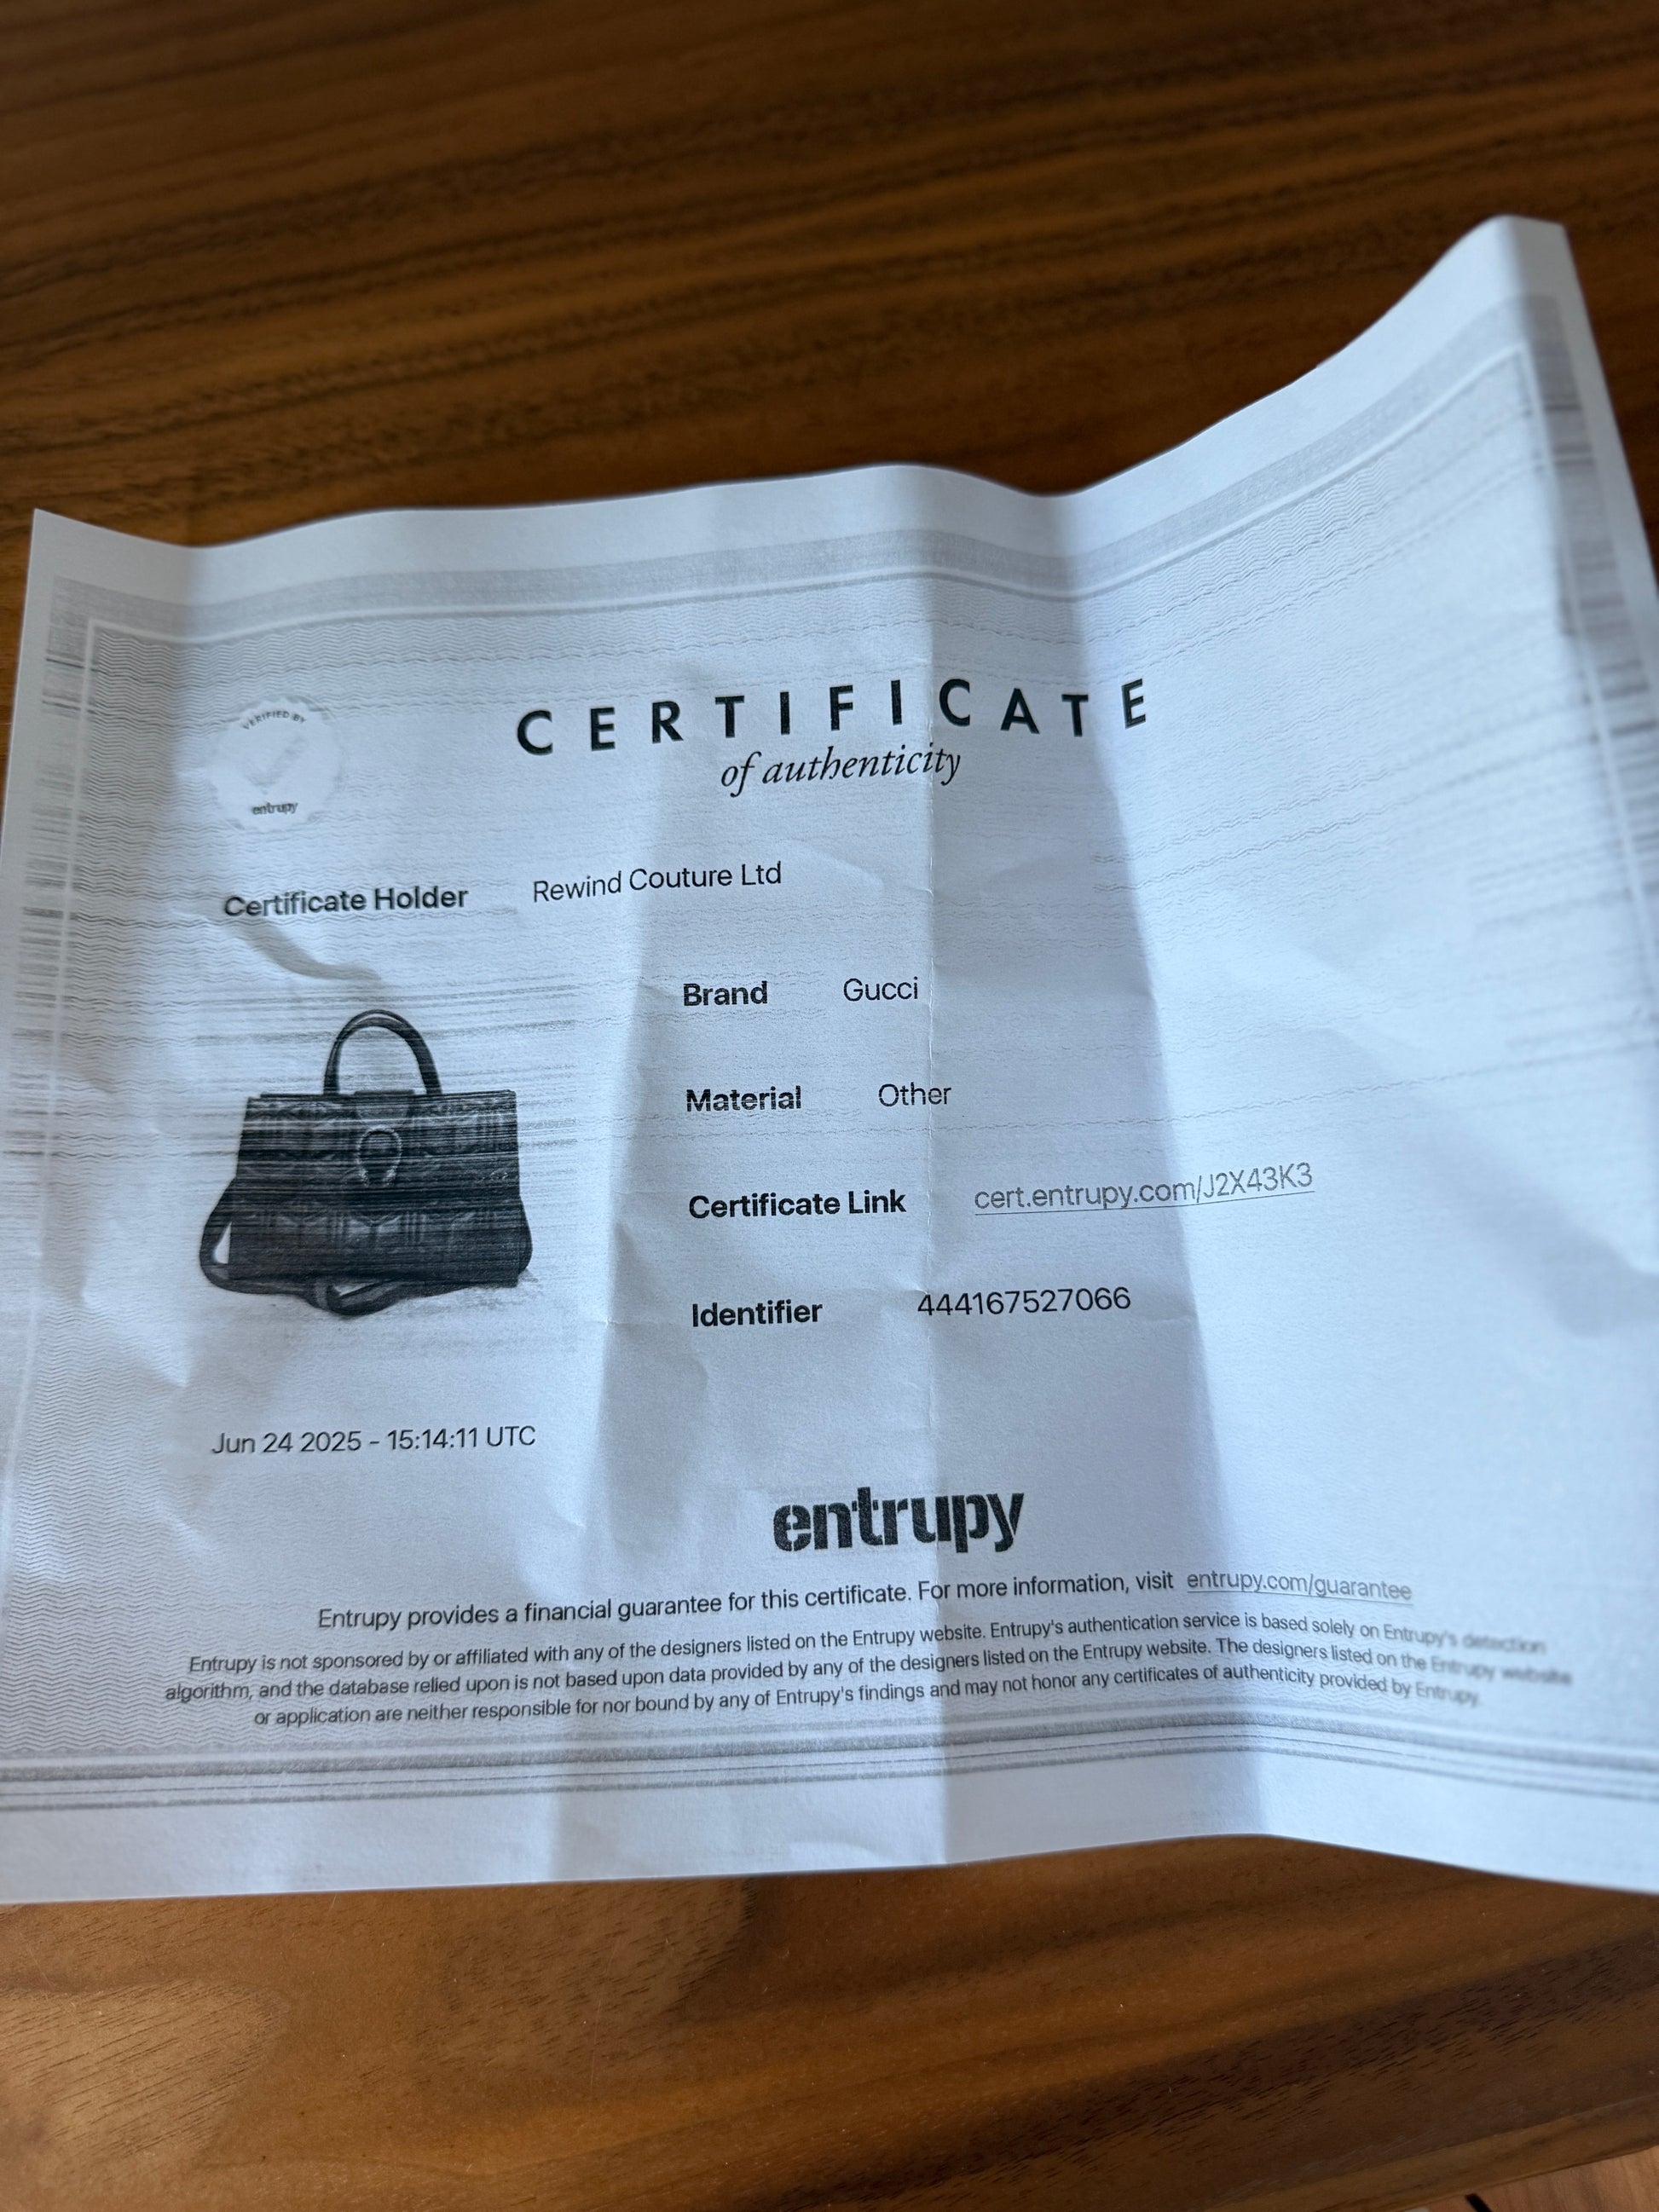 CERTIFICATE
of authenticity
VERIFIED BY
entrupy
Certificate Holder Rewind Couture Ltd
Brand Gucci
Material Other
Certificate Link cert.entrupy.com/J2X43K3
Identifier 444167527066
Jun 24 2025 - 15:14:11 UTC
entrupy
Entrupy provides a financial guarantee for this certificate. For more information, visit entrupy.com/guarantee
Entrupy is not sponsored by or affiliated with any of the designers listed on the Entrupy website. Entrupy's authentication service is based solely on Entrupy's detection
algorithm, and the database relied upon is not based upon data provided by any of the designers listed on the Entrupy website. The designers listed on the Entrupy website
or application are neither responsible for nor bound by any of Entrupy's findings and may not honor any certificates of authenticity provided by Entrupy.